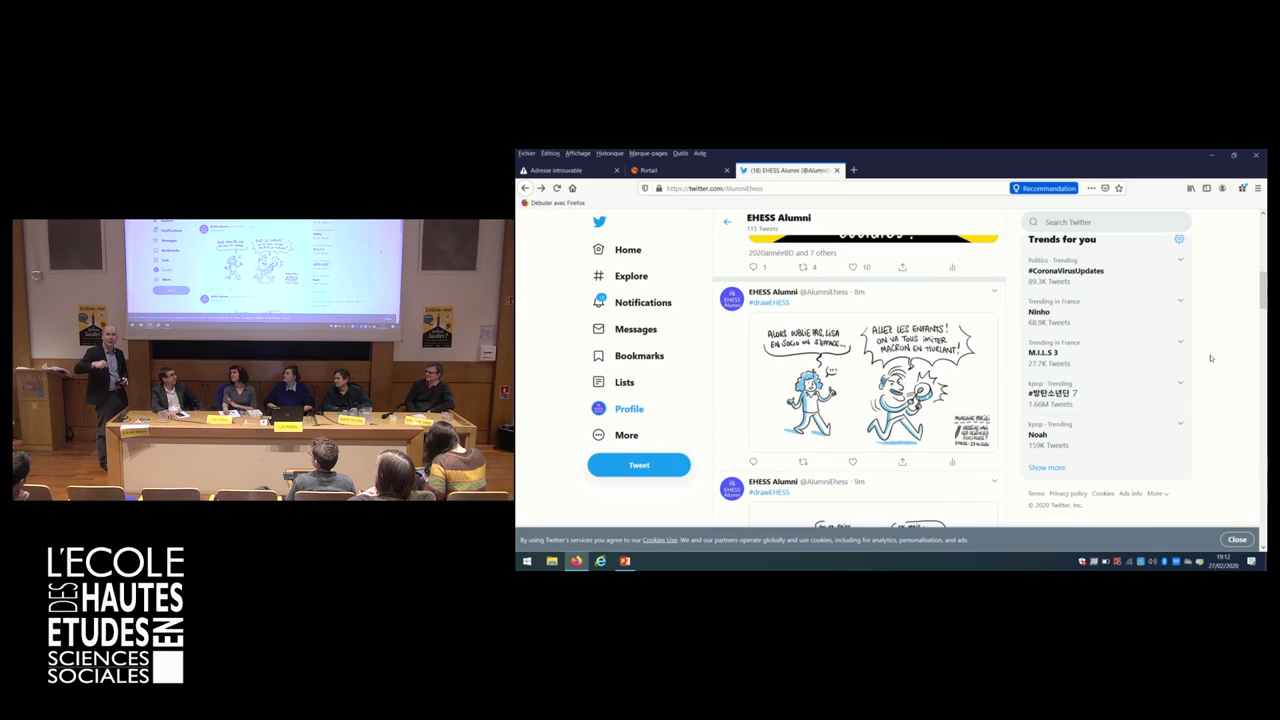 Fichier Édition Affichage Historique Marque-pages Outils Aide
Adresse introuvable
Portail
(18) EHESS Alumni (@AlumniE
https://twitter.com/AlumniEhess
Recommandation
Débuter avec Firefox
Home
Explore
Notifications
Messages
Bookmarks
Lists
Profile
More
Tweet
EHESS Alumni
115 Tweets
2020annéeBD and 7 others
1 4 10
EHESS Alumni @AlumniEhess · 8m
#drawEHESS
ALORS OUBLIE PAS, LISA
EN SOCIO ON S'EFFACE...
ALLEZ LES ENFANTS!
ON VA TOUS IMITER
MACRON EN HURLANT!
EHESS Alumni @AlumniEhess · 9m
#drawEHESS
Search Twitter
Trends for you
Politics · Trending
#CoronaVirusUpdates
89.3K Tweets
Trending in France
Ninho
68.9K Tweets
Trending in France
M.I.L.S 3
27.7K Tweets
kpop · Trending
#방탄소년단
1.66M Tweets
kpop · Trending
Noah
159K Tweets
Show more
Terms Privacy policy Cookies Ads info More
© 2020 Twitter, Inc.
By using Twitter's services you agree to our Cookies Use. We and our partners operate globally and use cookies, including for analytics, personalisation, and ads.
Close
19:12
27/02/2020
L'ECOLE
DES HAUTES
ETUDES EN
SCIENCES
SOCIALES